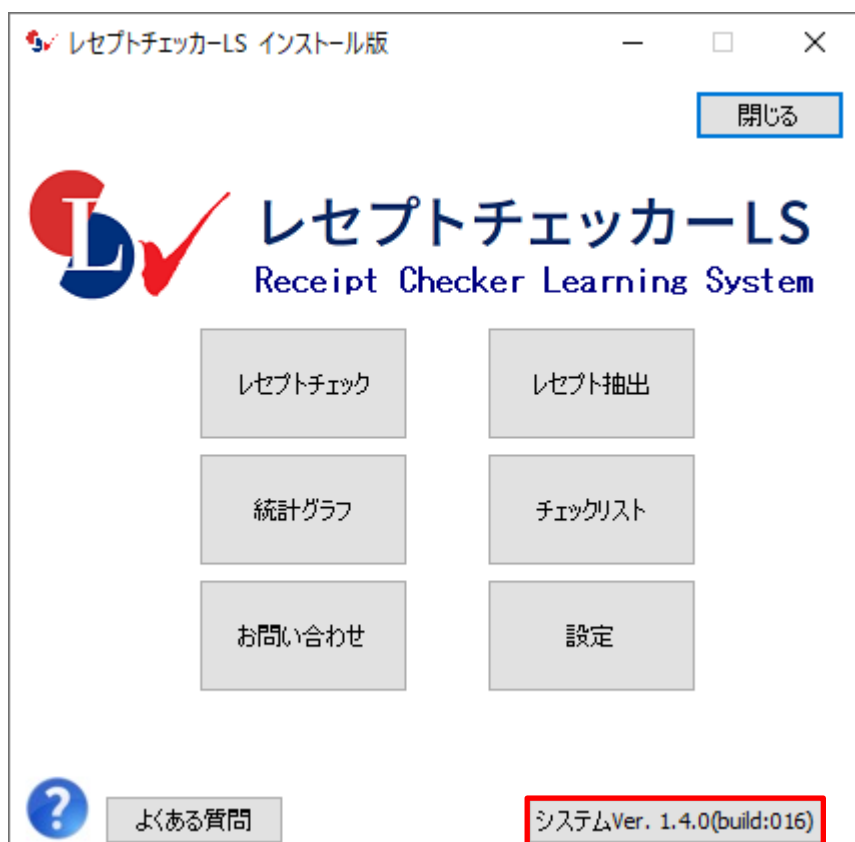 レセプトチェッカーLS インストール版
閉じる
レセプトチェッカーLS
Receipt Checker Learning System
レセプトチェック
レセプト抽出
統計グラフ
チェックリスト
お問い合わせ
設定
?
よくある質問
システムVer. 1.4.0(build:016)